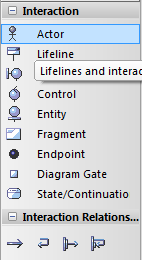 Interaction
Actor
Lifeline
Lifelines and interac
Control
Entity
Fragment
Endpoint
Diagram Gate
State/Continuatio
Interaction Relations...